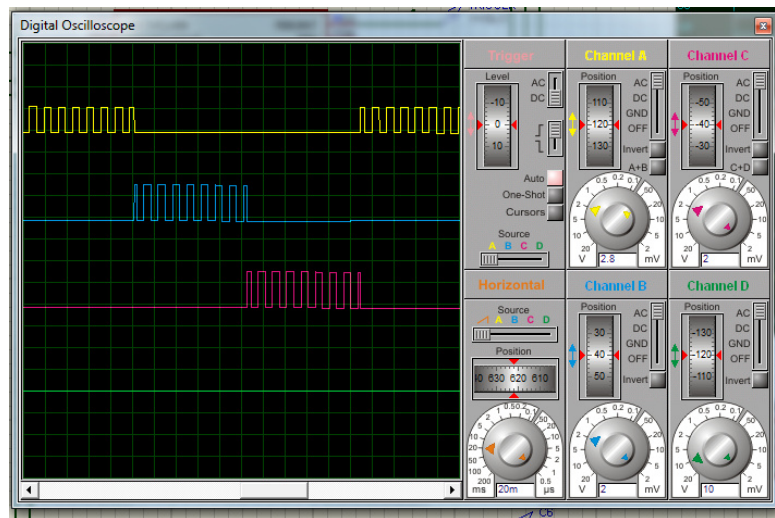 TRIGGER
Digital Oscilloscope
Trigger
Level
AC
DC
-10
0
10
Auto
One-Shot
Cursors
Source
A B C D
Channel A
Position
AC
DC
GND
OFF
110
120
130
Invert
A+B
V 2.8 mV
Channel C
Position
AC
DC
GND
OFF
-50
-40
-30
Invert
C+D
V 2 mV
Horizontal
Source
A B C D
Position
630 620 610
ms 20m µs
Channel B
Position
AC
DC
GND
OFF
30
40
50
Invert
V 2 mV
Channel D
Position
AC
DC
GND
OFF
-130
-120
-110
Invert
V 10 mV
C6